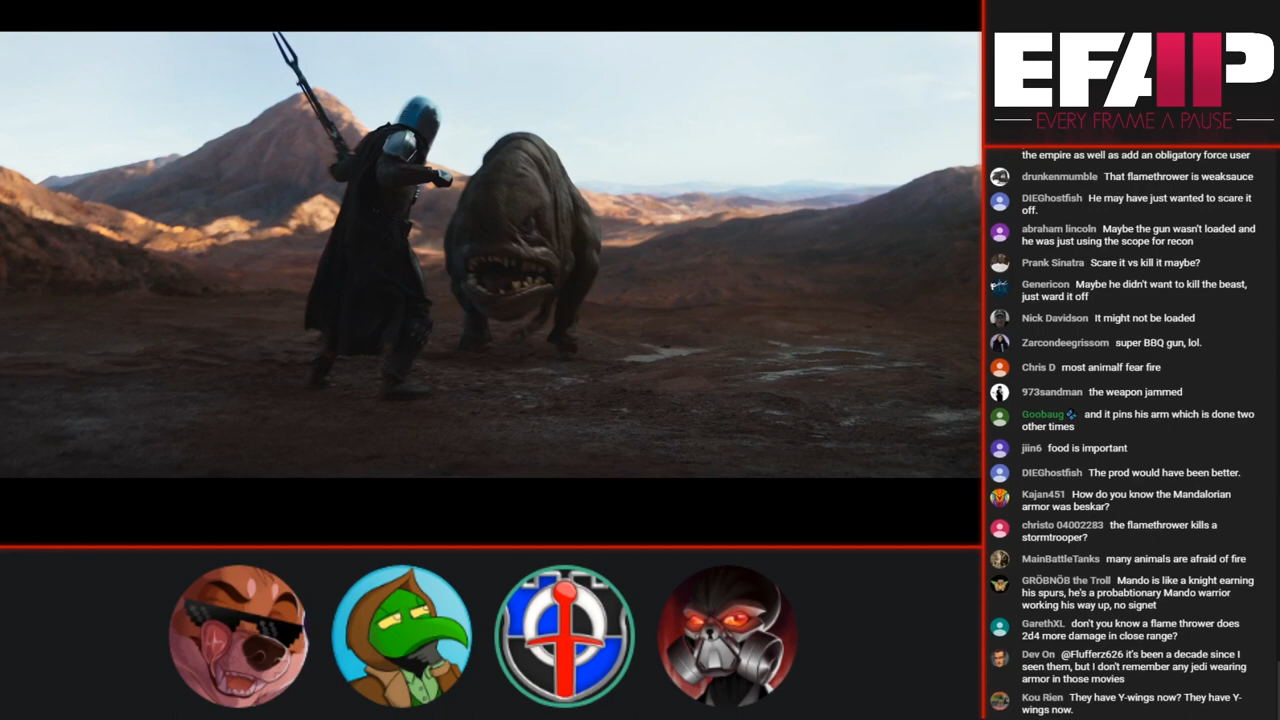 EFAP
EVERY FRAME A PAUSE
the empire as well as add an obligatory force user
drunkenmumble That flamethrower is weaksauce
DIEGhostfish He may have just wanted to scare it
off.
abraham lincoln Maybe the gun wasn't loaded and
he was just using the scope for recon
Prank Sinatra Scare it vs kill it maybe?
Genericon Maybe he didn't want to kill the beast,
just ward it off
Nick Davidson It might not be loaded
Zarcondeegrissom super BBQ gun, lol.
Chris D most animalf fear fire
973sandman the weapon jammed
Goobaug and it pins his arm which is done two
other times
jiin6 food is important
DIEGhostfish The prod would have been better.
Kajan451 How do you know the Mandalorian
armor was beskar?
christo 04002283 the flamethrower kills a
stormtrooper?
MainBattleTanks many animals are afraid of fire
GRÖBNÖB the Troll Mando is like a knight earning
his spurs, he's a probabtionary Mando warrior
working his way up, no signet
GarethXL don't you know a flame thrower does
2d4 more damage in close range?
Dev On @Flufferz626 it's been a decade since I
seen them, but I don't remember any jedi wearing
armor in those movies
Kou Rien They have Y-wings now? They have Y-
wings now.